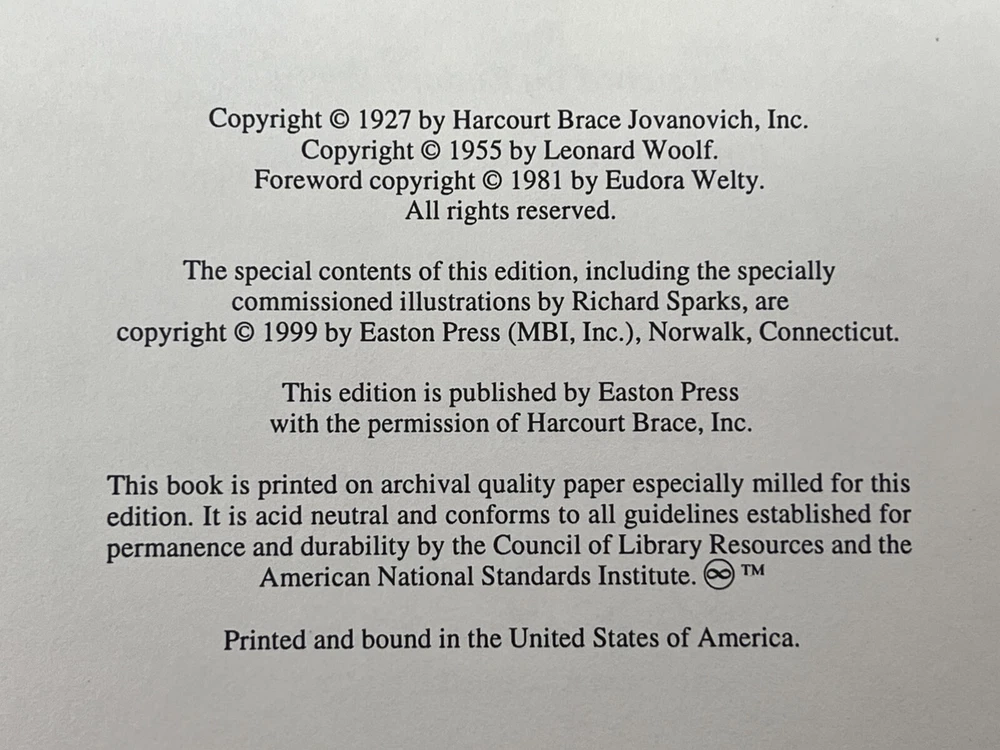 Copyright © 1927 by Harcourt Brace Jovanovich, Inc.
Copyright © 1955 by Leonard Woolf.
Foreword copyright © 1981 by Eudora Welty.
All rights reserved.
The special contents of this edition, including the specially
commissioned illustrations by Richard Sparks, are
copyright © 1999 by Easton Press (MBI, Inc.), Norwalk, Connecticut.
This edition is published by Easton Press
with the permission of Harcourt Brace, Inc.
This book is printed on archival quality paper especially milled for this
edition. It is acid neutral and conforms to all guidelines established for
permanence and durability by the Council of Library Resources and the
American National Standards Institute. ♾ ™
Printed and bound in the United States of America.